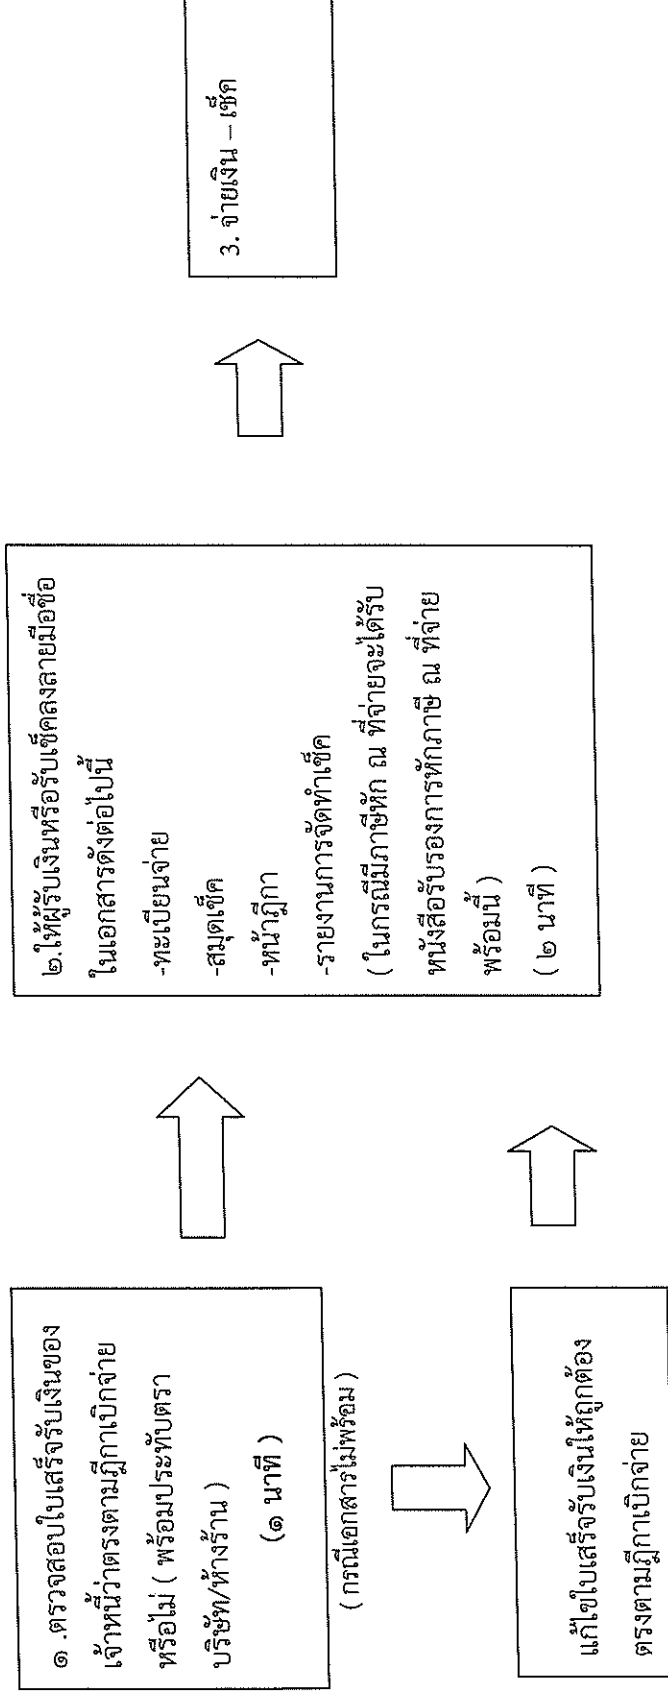 ๑ .ตรวจสอบใบเสร็จรับเงินของ
เจ้าหนี้ว่าตรงตามฎีกาเบิกจ่าย
หรือไม่ ( พร้อมประทับตรา
บริษัท/ห้างร้าน )
(๑ นาที )
( กรณีเอกสารไม่พร้อม )
แก้ไขใบเสร็จรับเงินให้ถูกต้อง
ตรงตามฎีกาเบิกจ่าย
๒.ให้ผู้รับเงินหรือรับเช็คลงลายมือชื่อ
ในเอกสารดังต่อไปนี้
-ทะเบียนจ่าย
-สมุดเช็ค
-หน้าฎีกา
-รายงานการจัดทำเช็ค
( ในกรณีมีภาษีหัก ณ ที่จ่ายจะได้รับ
หนังสือรับรองการหักภาษี ณ ที่จ่าย
พร้อมนี้ )
( ๒ นาที )
3. จ่ายเงิน – เช็ค